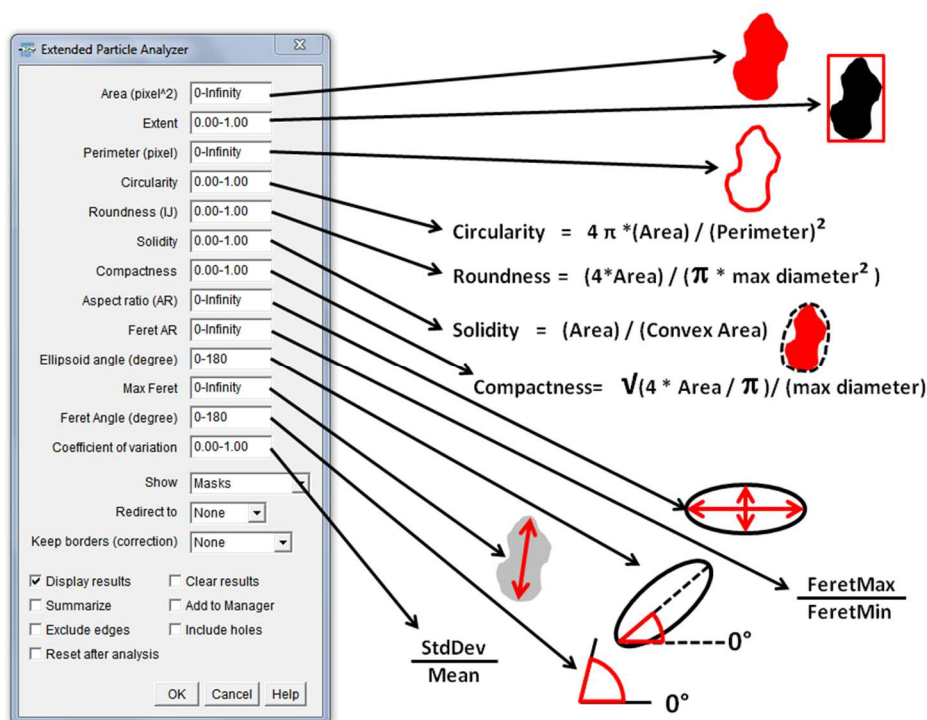 Extended Particle Analyzer
X
Area (pixel^2) 0-Infinity
Extent 0.00-1.00
Perimeter (pixel) 0-Infinity
Circularity 0.00-1.00
Roundness (IJ) 0.00-1.00
Solidity 0.00-1.00
Compactness 0.00-1.00
Aspect ratio (AR) 0-Infinity
Feret AR 0-Infinity
Ellipsoid angle (degree) 0-180
Max Feret 0-Infinity
Feret Angle (degree) 0-180
Coefficient of variation 0.00-1.00
Show Masks
Redirect to None
Keep borders (correction) None
Display results Clear results
Summarize Add to Manager
Exclude edges Include holes
Reset after analysis
OK Cancel Help
Circularity = 4 π *(Area) / (Perimeter)²
Roundness = (4*Area) / (π * max diameter²)
Solidity = (Area) / (Convex Area)
Compactness= √(4 * Area / π)/ (max diameter)
FeretMax
FeretMin
0°
StdDev
Mean
0°